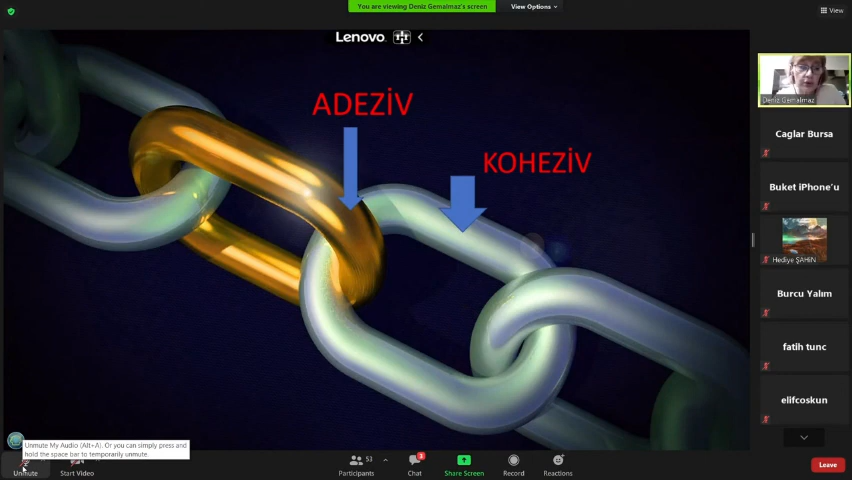 You are viewing Deniz Gemalmaz's screen
View Options
View
Lenovo
ADEZİV
KOHEZİV
Deniz Gemalmaz
Caglar Bursa
Buket iPhone'u
Hediye ŞAHiN
Burcu Yalım
fatih tunc
elifcoskun
Unmute My Audio (Alt+A). Or you can simply press and
hold the space bar to temporarily unmute.
Unmute
Start Video
53
Participants
3
Chat
Share Screen
Record
Reactions
Leave